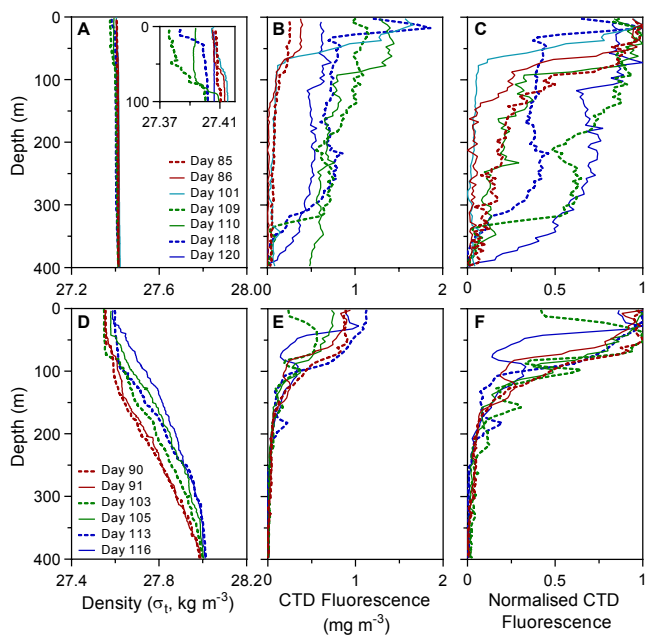 A
B
C
0
100
27.37
27.41
0
100
200
300
400
Depth (m)
Day 85
Day 86
Day 101
Day 109
Day 110
Day 118
Day 120
27.2
27.6
28.0
0
1
2
0
0.5
1
D
E
F
0
100
200
300
400
Depth (m)
Day 90
Day 91
Day 103
Day 105
Day 113
Day 116
27.4
27.8
28.2
0
1
2
0
0.5
1
Density (σt, kg m-3)
CTD Fluorescence
(mg m-3)
Normalised CTD
Fluorescence